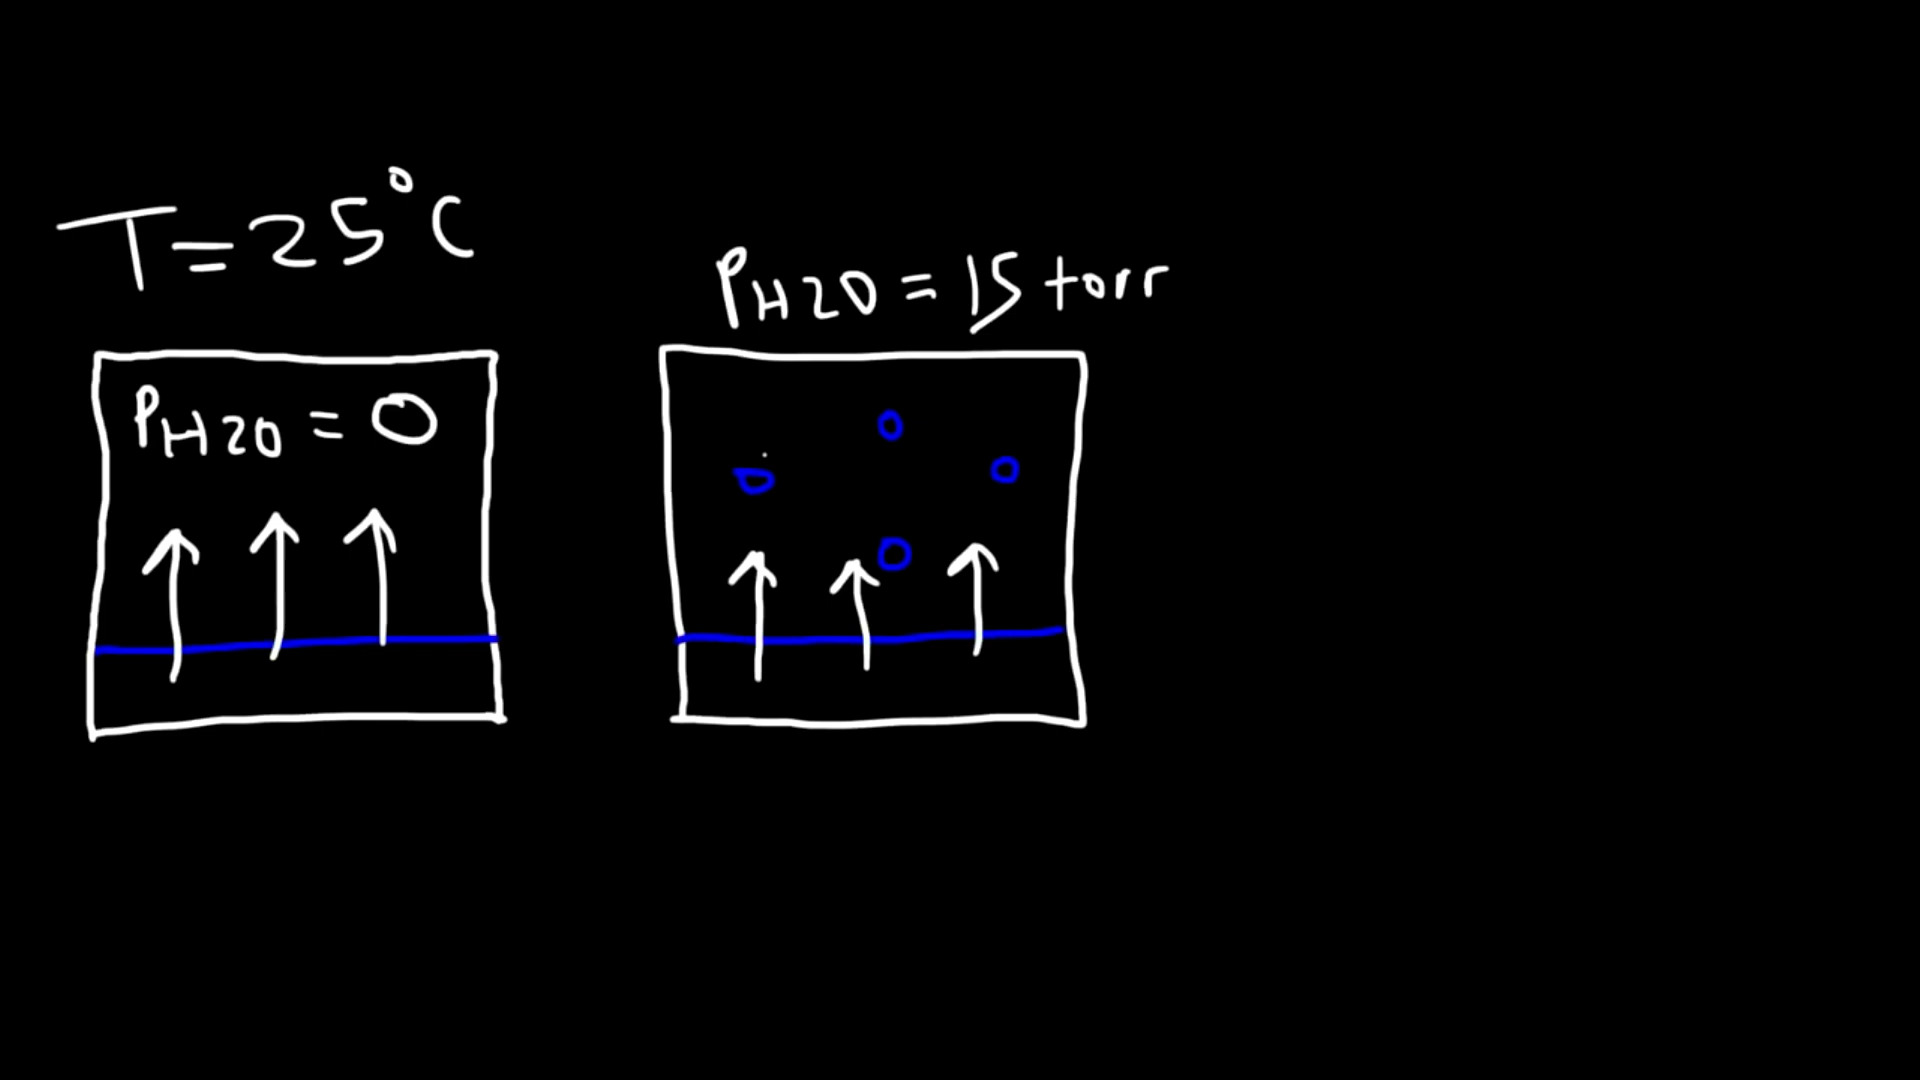 T=25°C
PH2O = 15 torr
PH2O = 0